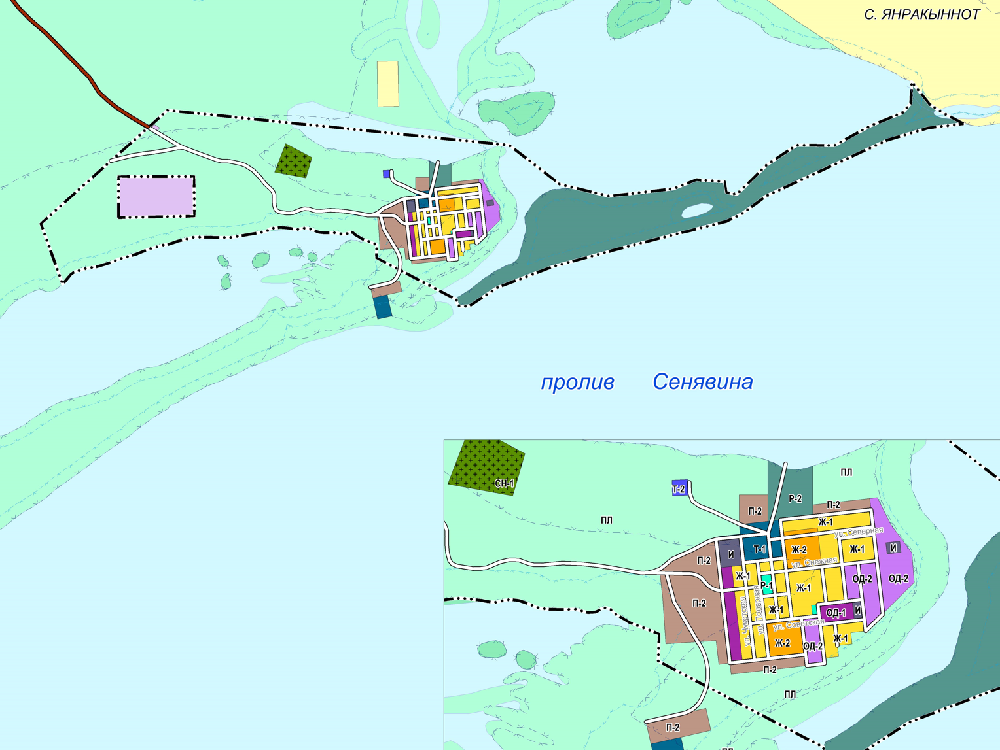 С. ЯНРАКЫННОТ
пролив Сенявина
СН-1
Т-2
ПЛ
П-2
Р-2
ПЛ
П-2
Ж-1
ул. Северная
И
Т-1
Ж-2
Ж-1
И
П-2
ул. Снежная
Ж-1
Р-1
Ж-1
ОД-2
ОД-2
П-2
ул. Чукотская
ул. Полярная
Ж-1
ОД-1
И
ул. Советская
Ж-2
ОД-2
Ж-1
П-2
ПЛ
П-2